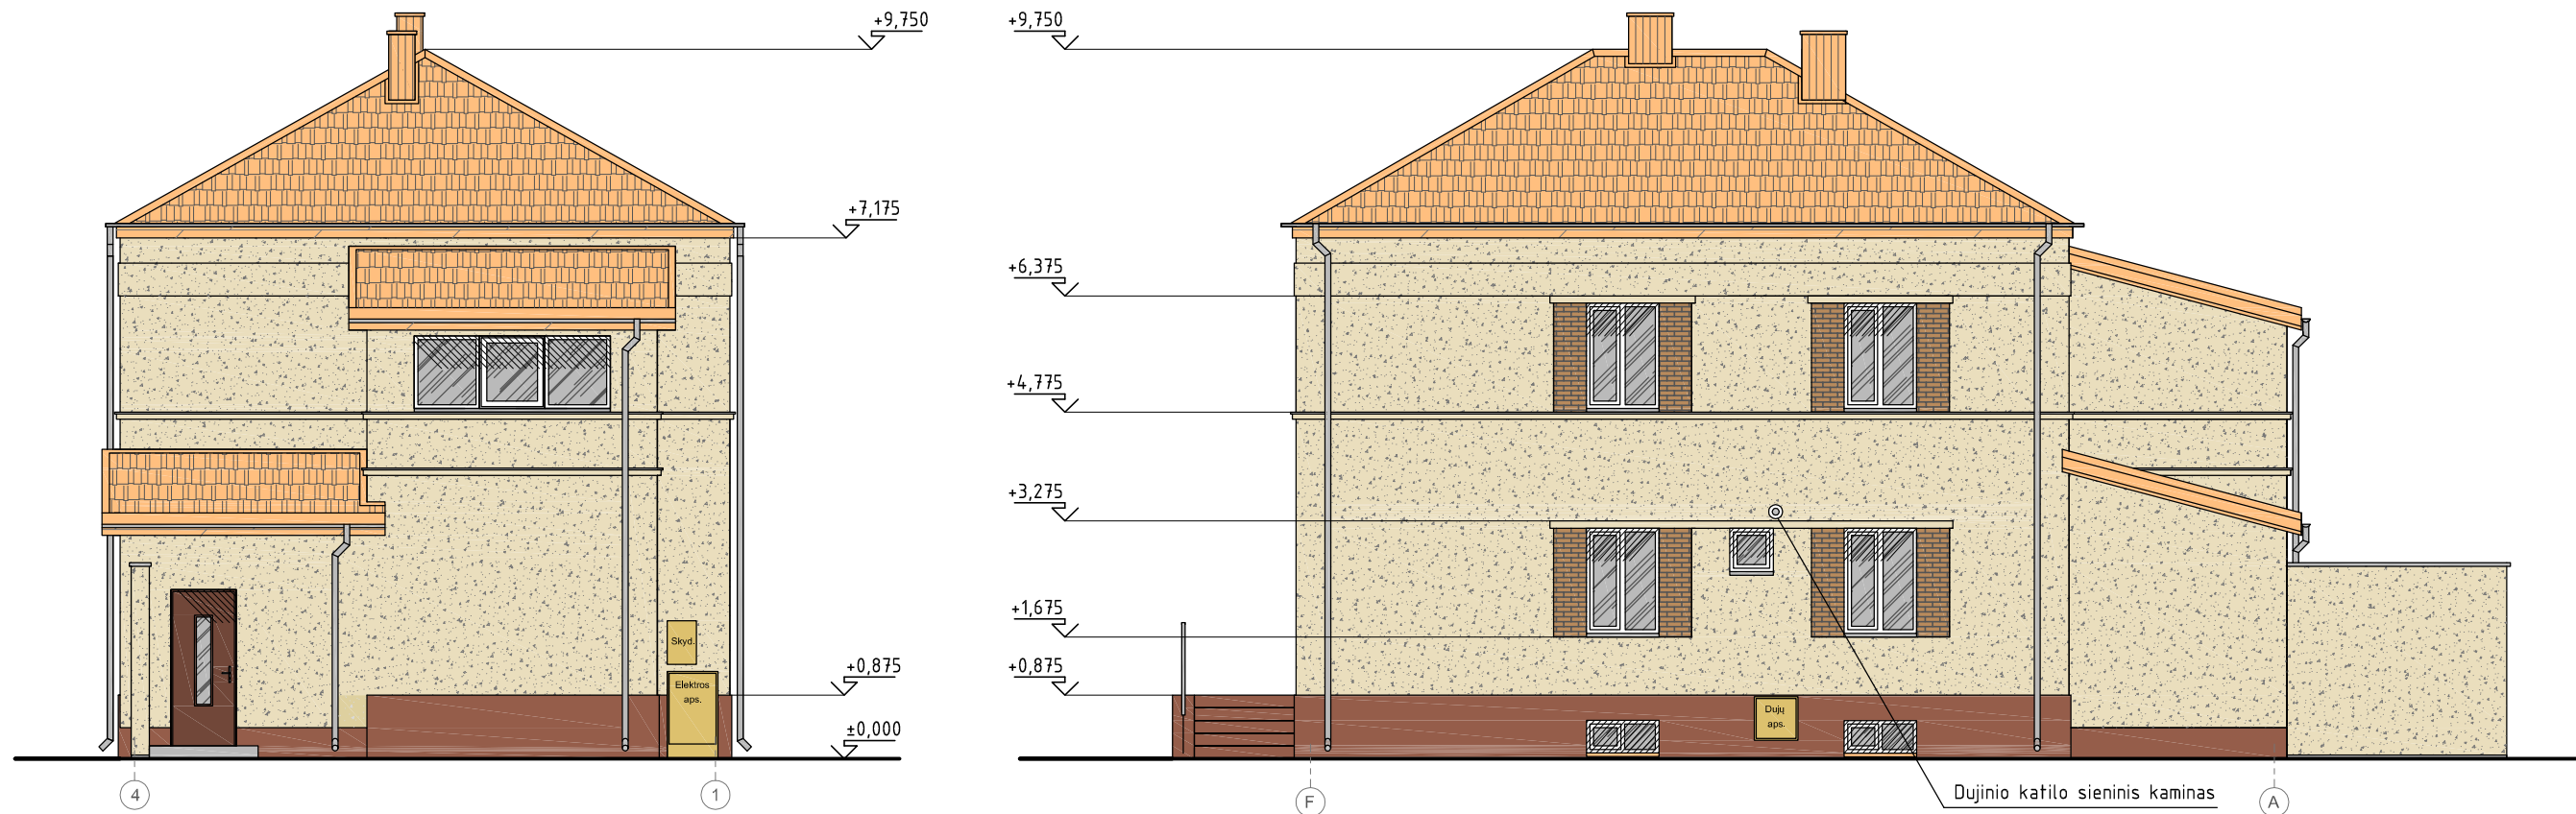 +9,750
+7,175
Skyd.
Elektros
aps.
+0,875
±0,000
4
1
+9,750
+6,375
+4,775
+3,275
+1,675
+0,875
Dujų
aps.
Dujinio katilo sieninis kaminas
F
A